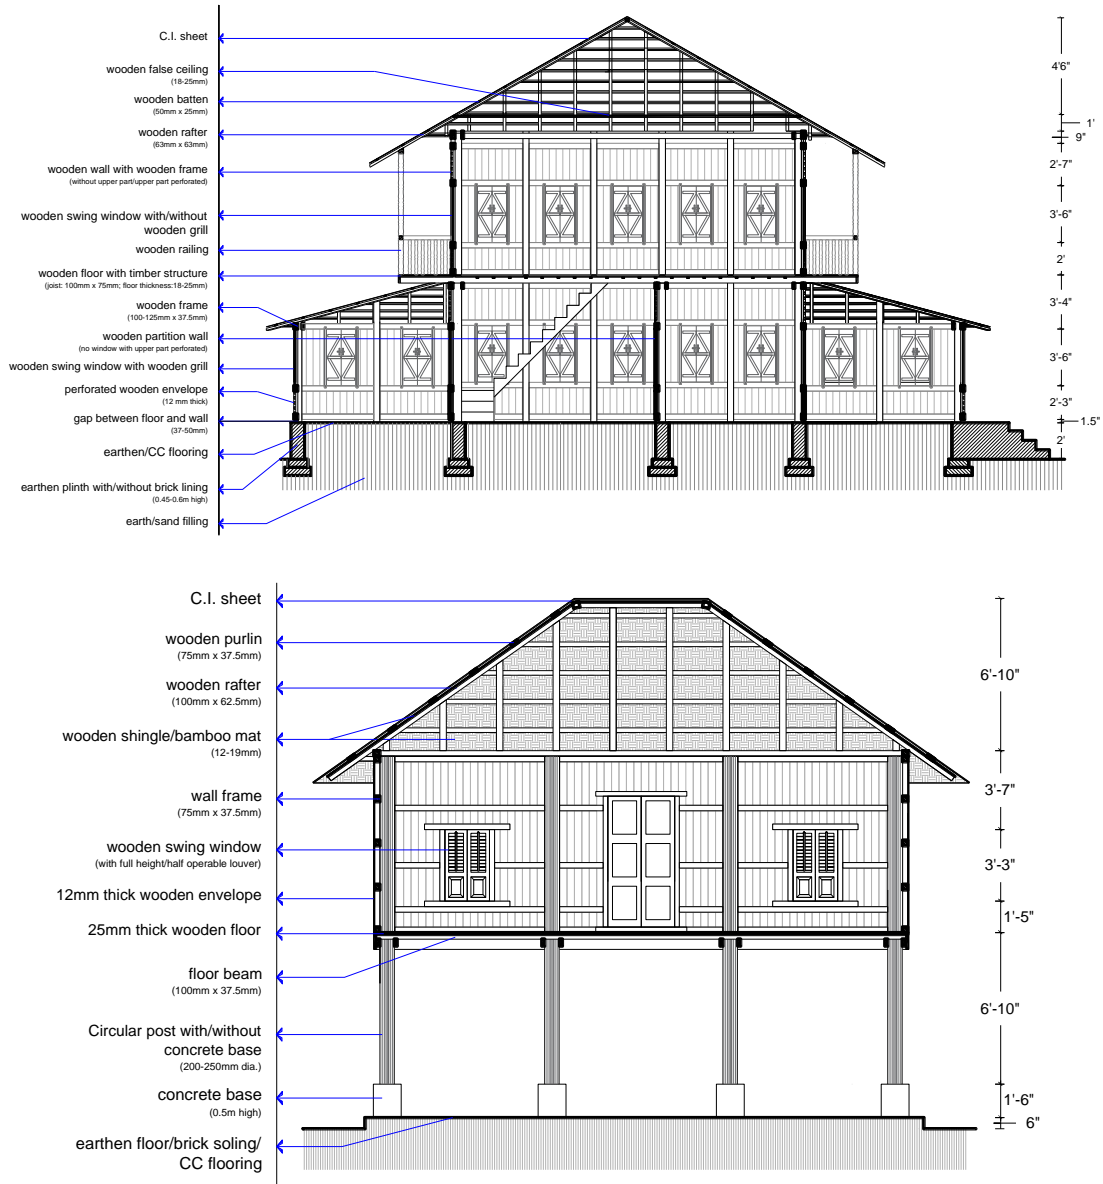 C.I. sheet
wooden false ceiling
(18-25mm)
wooden batten
(50mm x 25mm)
wooden rafter
(63mm x 63mm)
wooden wall with wooden frame
(without upper part/upper part perforated)
wooden swing window with/without
wooden grill
wooden railing
wooden floor with timber structure
(joist: 100mm x 75mm; floor thickness:18-25mm)
wooden frame
(100-125mm x 37.5mm)
wooden partition wall
(no window with upper part perforated)
wooden swing window with wooden grill
perforated wooden envelope
(12 mm thick)
gap between floor and wall
(37-50mm)
earthen/CC flooring
earthen plinth with/without brick lining
(0.45-0.6m high)
earth/sand filling
4'6"
1'
9"
2'-7"
3'-6"
2'
3'-4"
3'-6"
2'-3"
1.5"
2'
C.I. sheet
wooden purlin
(75mm x 37.5mm)
wooden rafter
(100mm x 62.5mm)
wooden shingle/bamboo mat
(12-19mm)
wall frame
(75mm x 37.5mm)
wooden swing window
(with full height/half operable louver)
12mm thick wooden envelope
25mm thick wooden floor
floor beam
(100mm x 37.5mm)
Circular post with/without
concrete base
(200-250mm dia.)
concrete base
(0.5m high)
earthen floor/brick soling/
CC flooring
6'-10"
3'-7"
3'-3"
1'-5"
6'-10"
1'-6"
6"